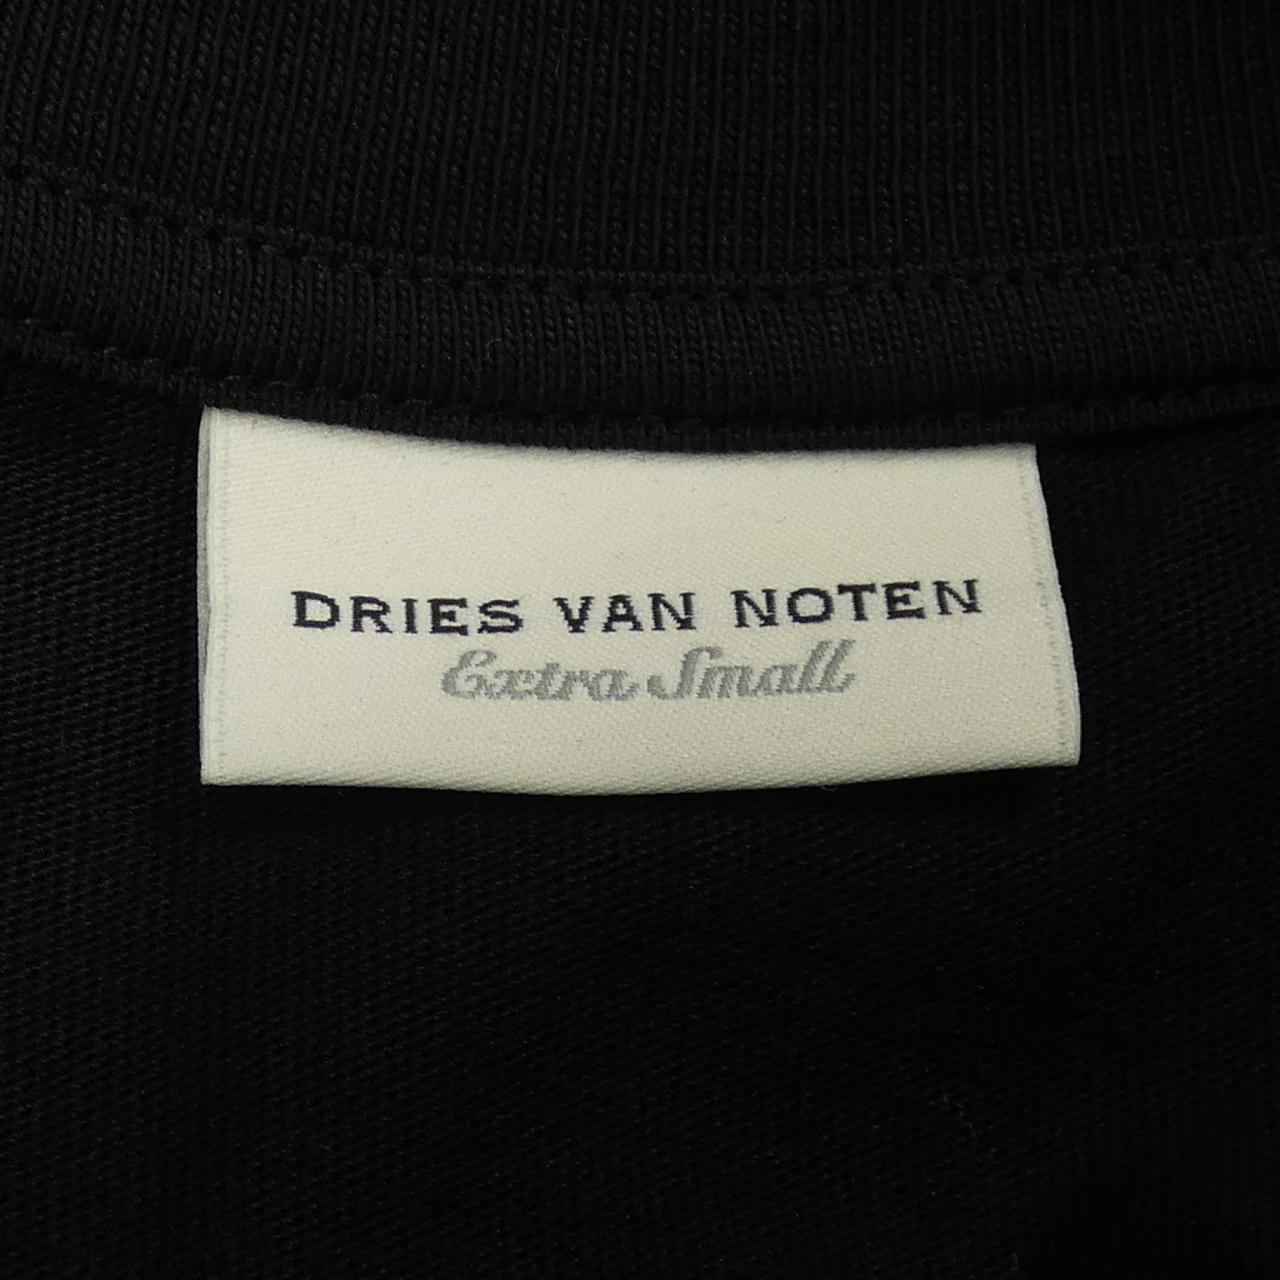 DRIES VAN NOTEN
Extra Small